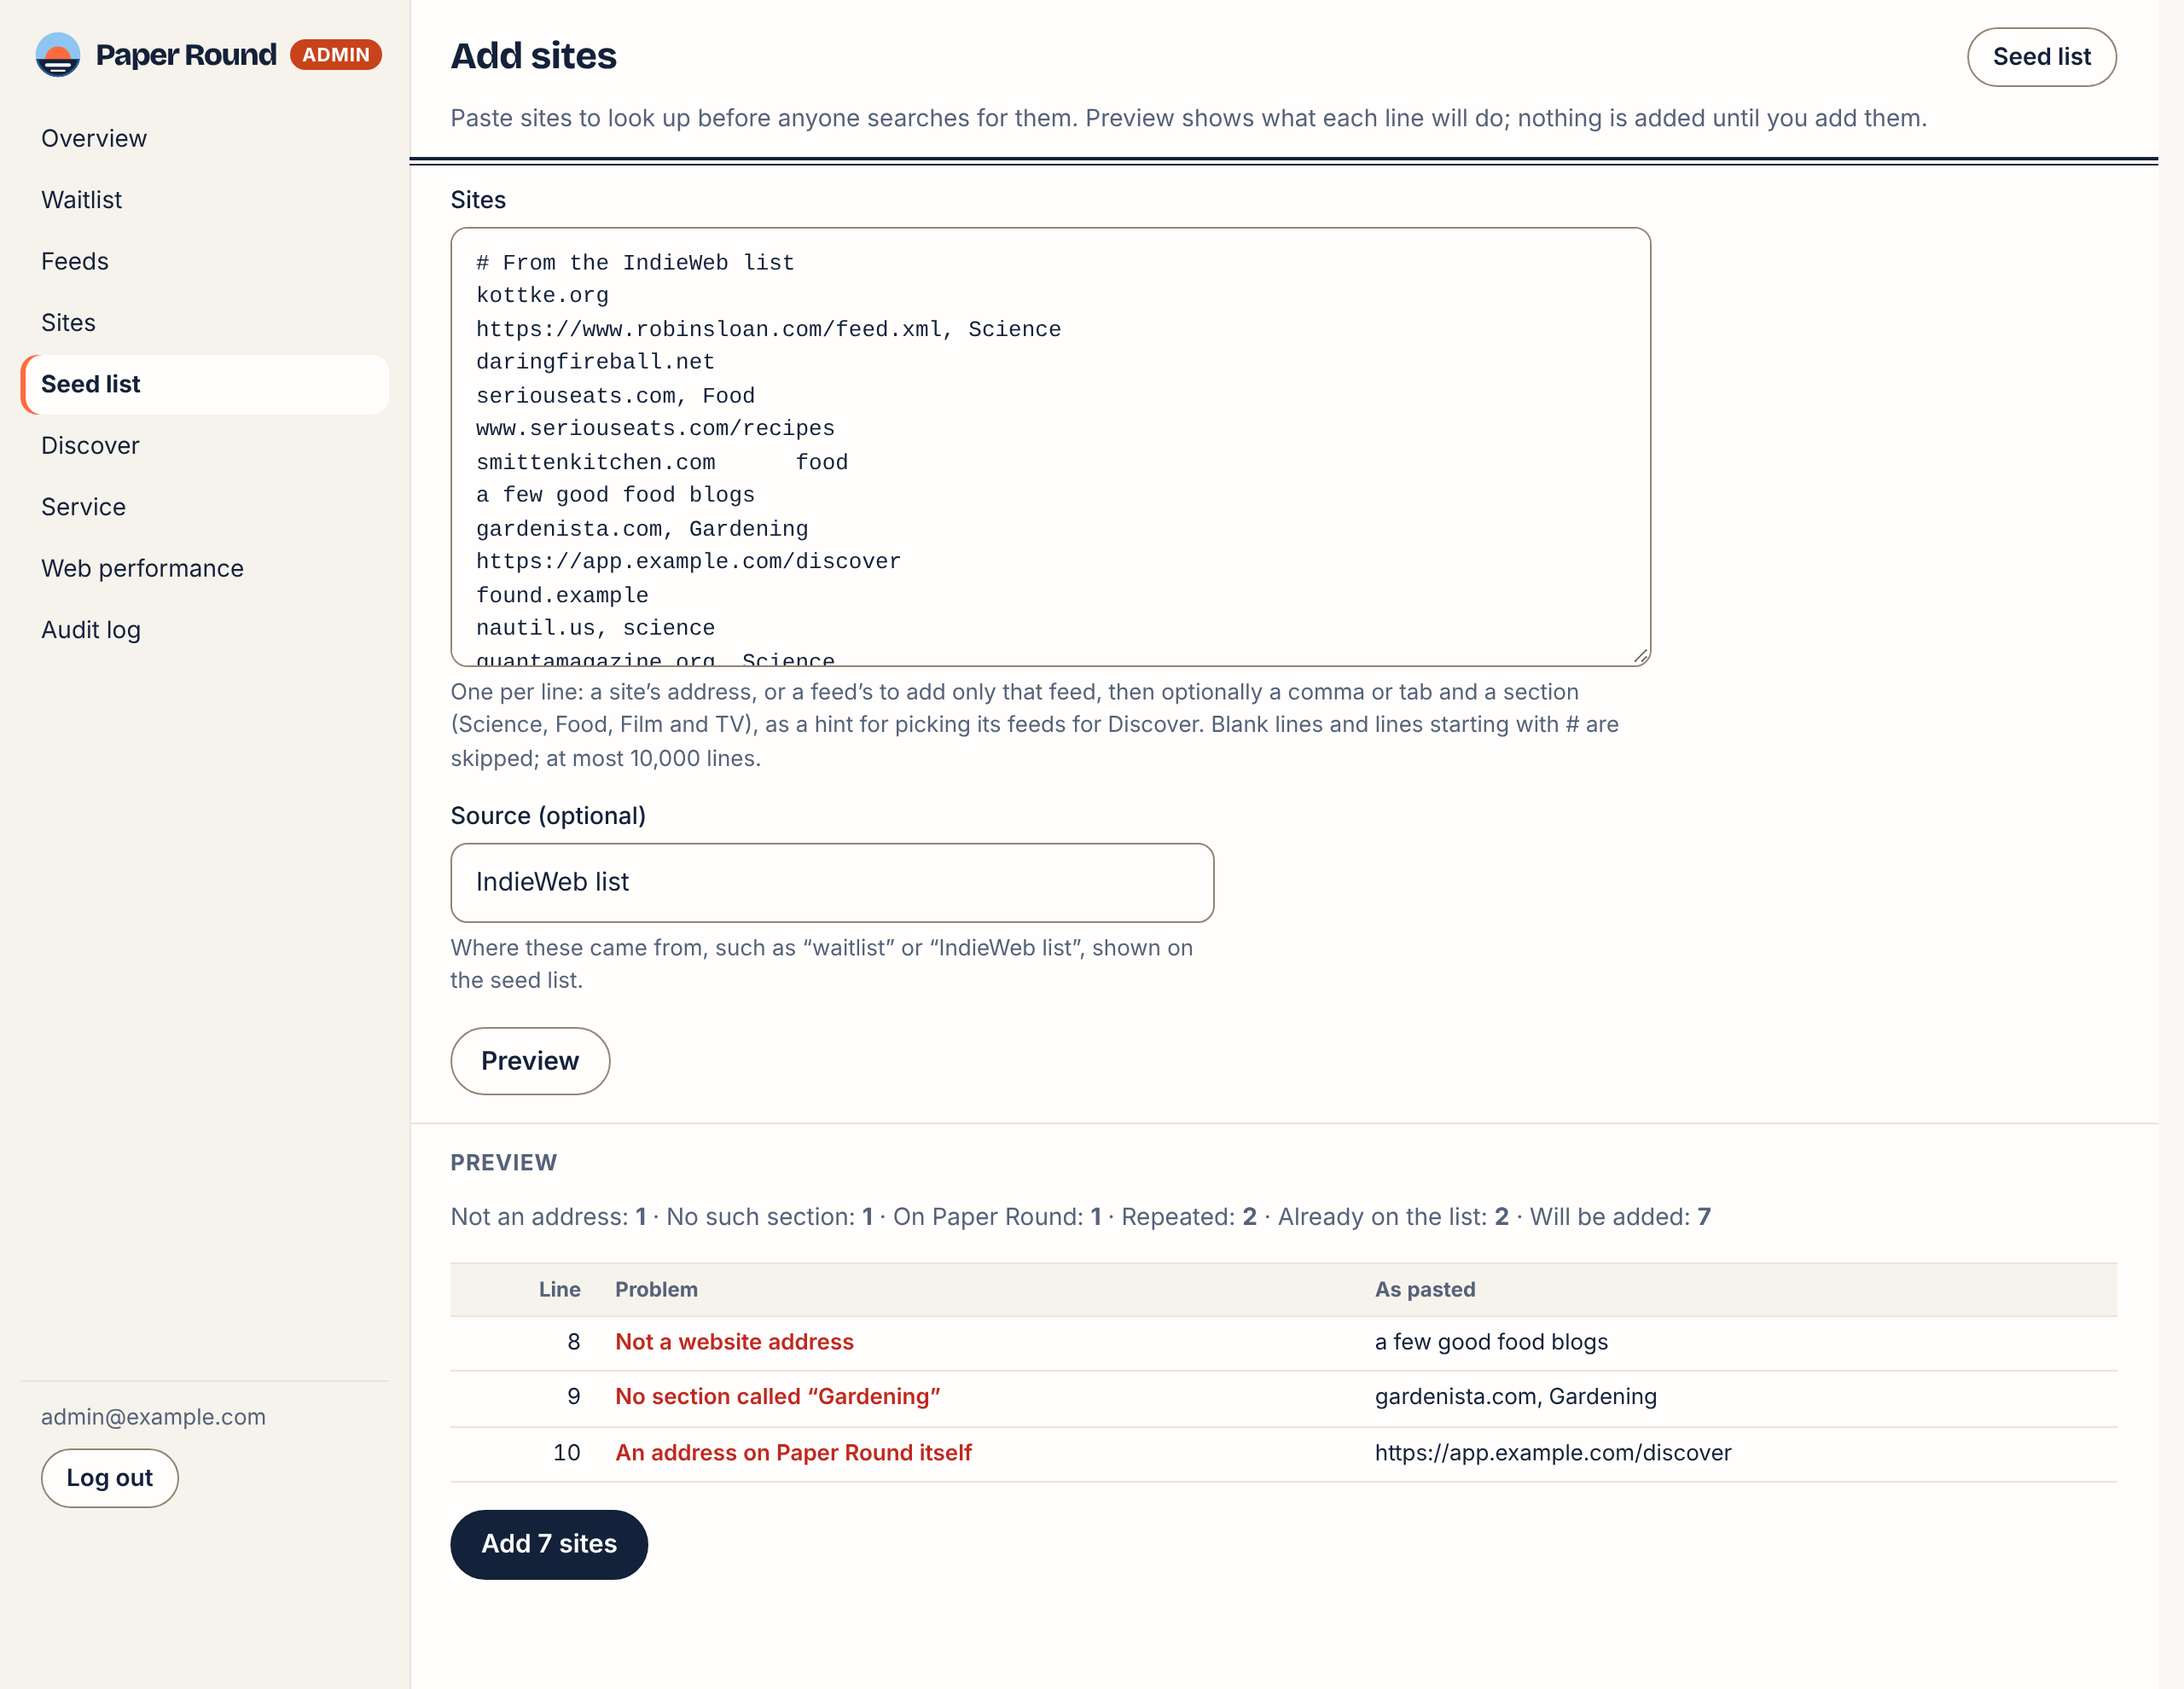 Paper Round ADMIN
Overview
Waitlist
Feeds
Sites
Seed list
Discover
Service
Web performance
Audit log
admin@example.com
Log out
Add sites
Seed list
Paste sites to look up before anyone searches for them. Preview shows what each line will do; nothing is added until you add them.
Sites
# From the IndieWeb list
kottke.org
https://www.robinsloan.com/feed.xml, Science
daringfireball.net
seriouseats.com, Food
www.seriouseats.com/recipes
smittenkitchen.com food
a few good food blogs
gardenista.com, Gardening
https://app.example.com/discover
found.example
nautil.us, science
quantamagazine.org, Science
One per line: a site’s address, or a feed’s to add only that feed, then optionally a comma or tab and a section
(Science, Food, Film and TV), as a hint for picking its feeds for Discover. Blank lines and lines starting with # are
skipped; at most 10,000 lines.
Source (optional)
IndieWeb list
Where these came from, such as “waitlist” or “IndieWeb list”, shown on
the seed list.
Preview
PREVIEW
Not an address: 1 · No such section: 1 · On Paper Round: 1 · Repeated: 2 · Already on the list: 2 · Will be added: 7
Line Problem As pasted
8 Not a website address a few good food blogs
9 No section called “Gardening” gardenista.com, Gardening
10 An address on Paper Round itself https://app.example.com/discover
Add 7 sites